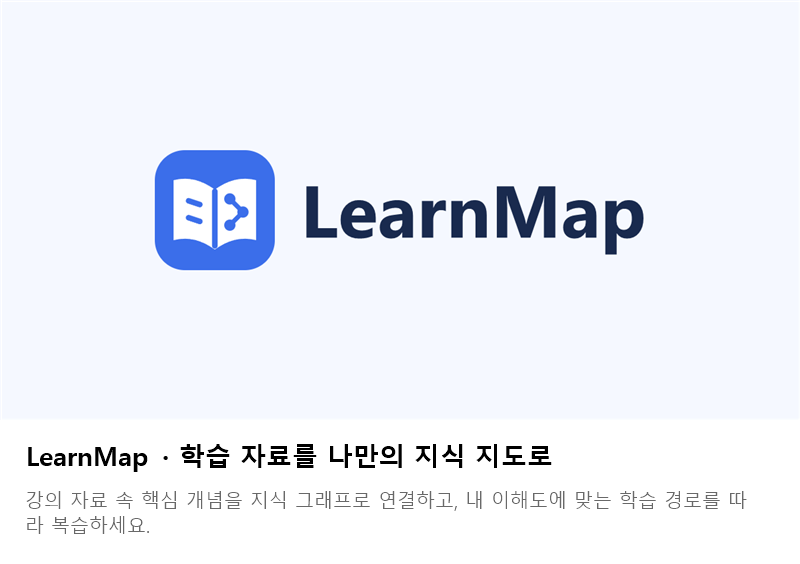 LearnMap
LearnMap · 학습 자료를 나만의 지식 지도로
강의 자료 속 핵심 개념을 지식 그래프로 연결하고, 내 이해도에 맞는 학습 경로를 따
라 복습하세요.